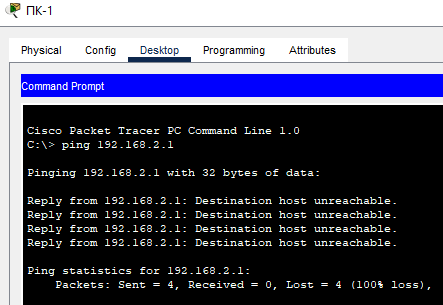 ПК-1
Physical Config Desktop Programming Attributes
Command Prompt
Cisco Packet Tracer PC Command Line 1.0
C:\> ping 192.168.2.1
Pinging 192.168.2.1 with 32 bytes of data:
Reply from 192.168.2.1: Destination host unreachable.
Reply from 192.168.2.1: Destination host unreachable.
Reply from 192.168.2.1: Destination host unreachable.
Reply from 192.168.2.1: Destination host unreachable.
Ping statistics for 192.168.2.1:
Packets: Sent = 4, Received = 0, Lost = 4 (100% loss),